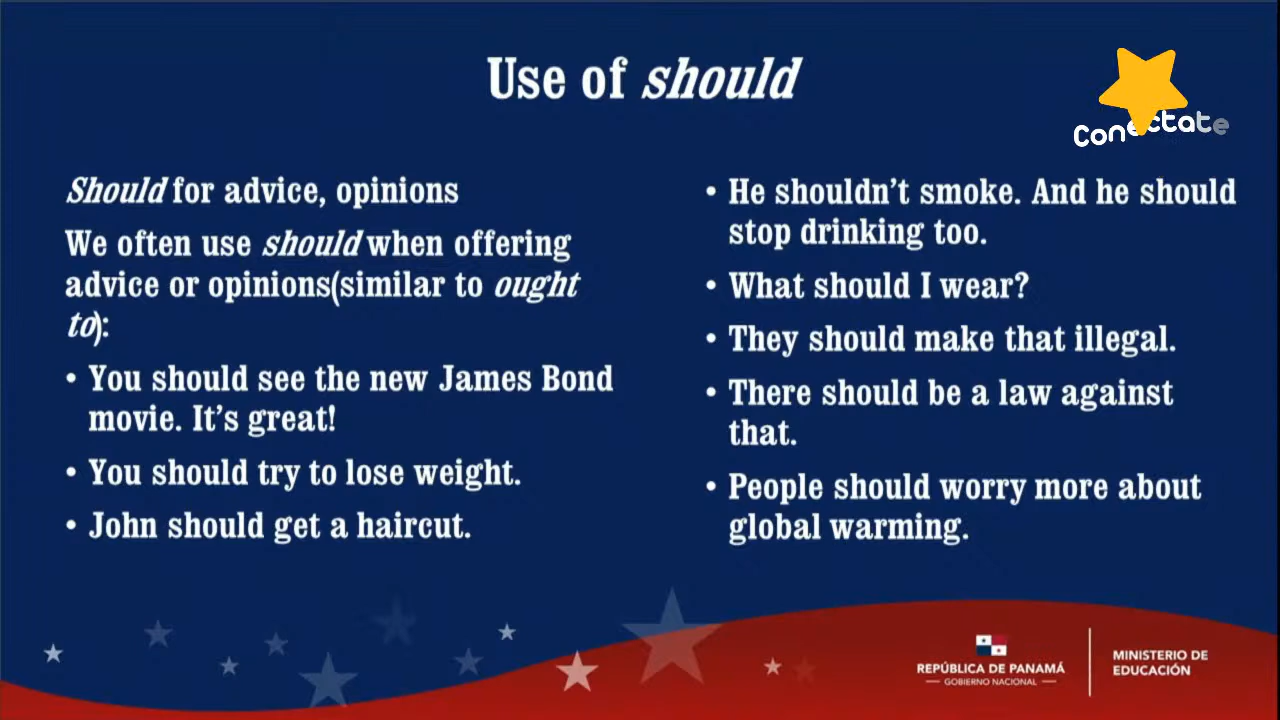 Use of should
Conectate
Should for advice, opinions
We often use should when offering
advice or opinions(similar to ought
to):
• You should see the new James Bond
movie. It's great!
• You should try to lose weight.
• John should get a haircut.
• He shouldn't smoke. And he should
stop drinking too.
• What should I wear?
• They should make that illegal.
• There should be a law against
that.
• People should worry more about
global warming.
REPÚBLICA DE PANAMÁ
— GOBIERNO NACIONAL —
MINISTERIO DE
EDUCACIÓN